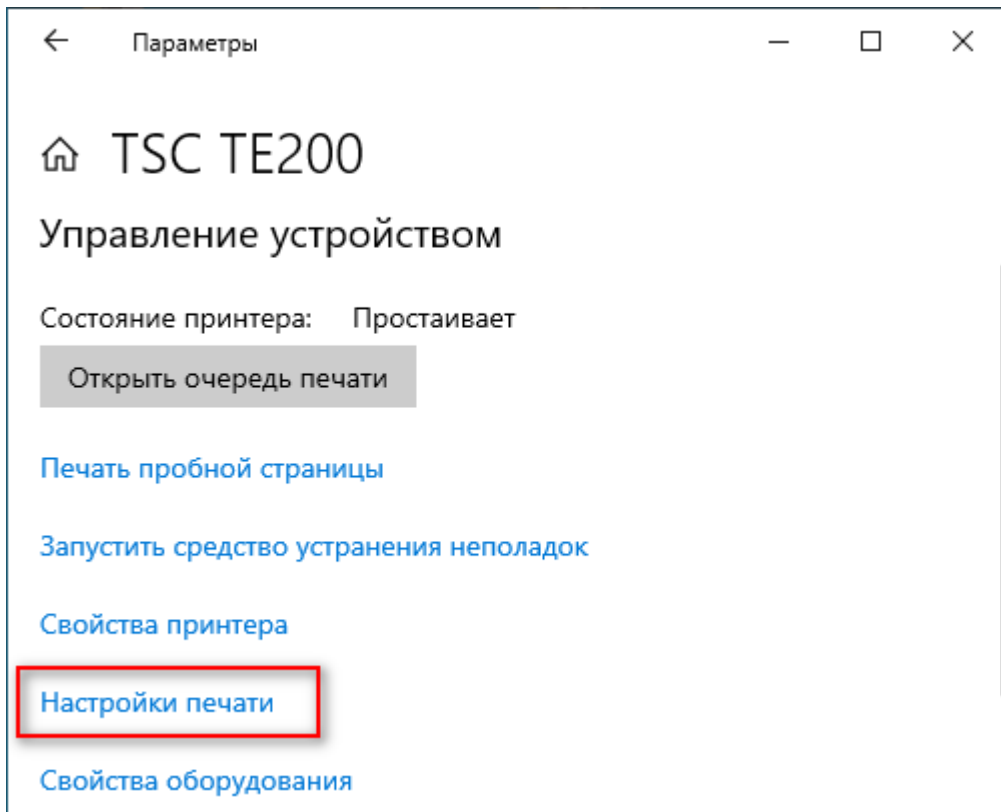 Параметры
TSC TE200
Управление устройством
Состояние принтера: Простаивает
Открыть очередь печати
Печать пробной страницы
Запустить средство устранения неполадок
Свойства принтера
Настройки печати
Свойства оборудования